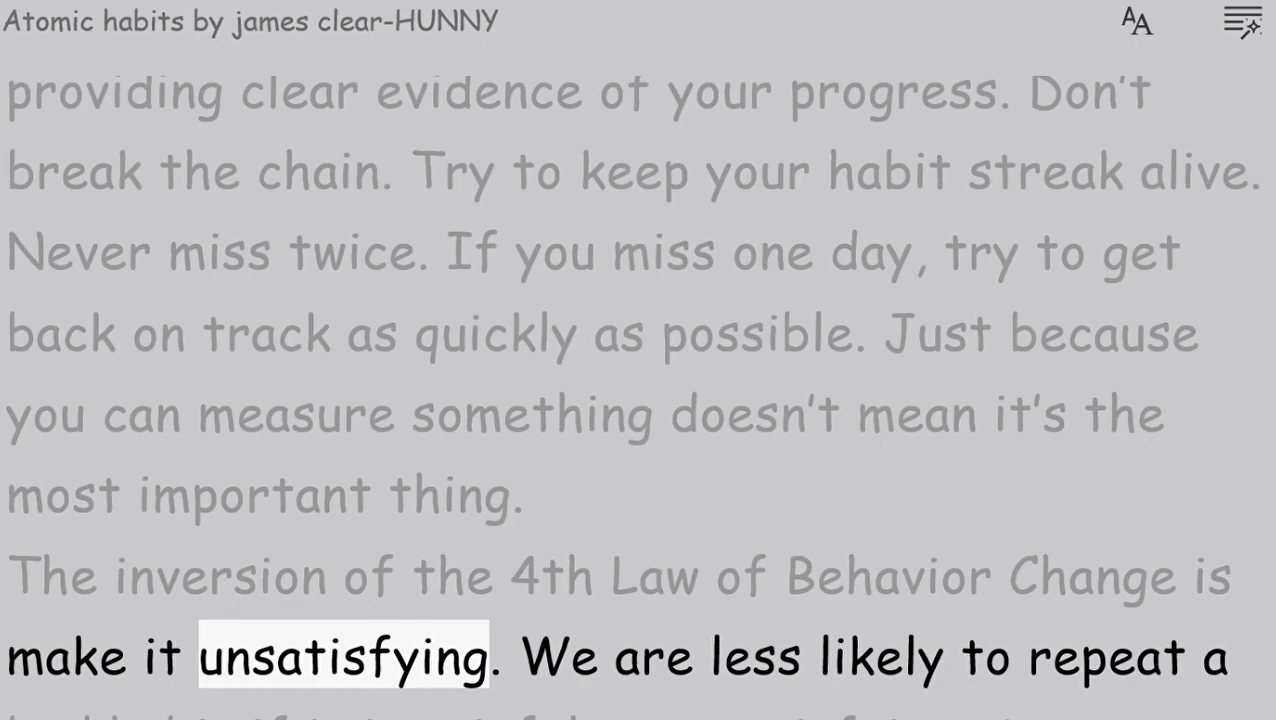 Atomic habits by james clear-HUNNY
AA
providing clear evidence of your progress. Don't
break the chain. Try to keep your habit streak alive.
Never miss twice. If you miss one day, try to get
back on track as quickly as possible. Just because
you can measure something doesn't mean it's the
most important thing.
The inversion of the 4th Law of Behavior Change is
make it unsatisfying. We are less likely to repeat a